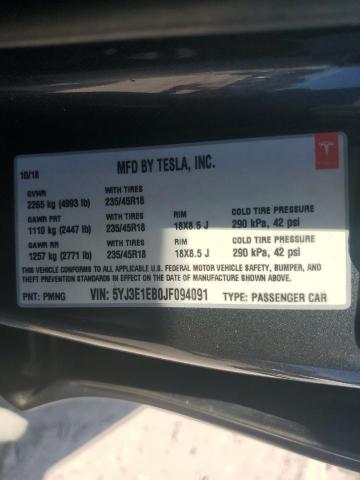 10/18 MFD BY TESLA, INC.
GVWR WITH TIRES
2265 kg (4993 lb) 235/45R18
GAWR FRT WITH TIRES RIM COLD TIRE PRESSURE
1110 kg (2447 lb) 235/45R18 18X8.5 J 290 kPa, 42 psi
GAWR RR WITH TIRES RIM COLD TIRE PRESSURE
1257 kg (2771 lb) 235/45R18 18X8.5 J 290 kPa, 42 psi
THIS VEHICLE CONFORMS TO ALL APPLICABLE U.S. FEDERAL MOTOR VEHICLE SAFETY, BUMPER, AND
THEFT PREVENTION STANDARDS IN EFFECT ON THE DATE OF MANUFACTURE SHOWN ABOVE.
PNT: PMNG VIN: 5YJ3E1EB0JF094091 TYPE: PASSENGER CAR